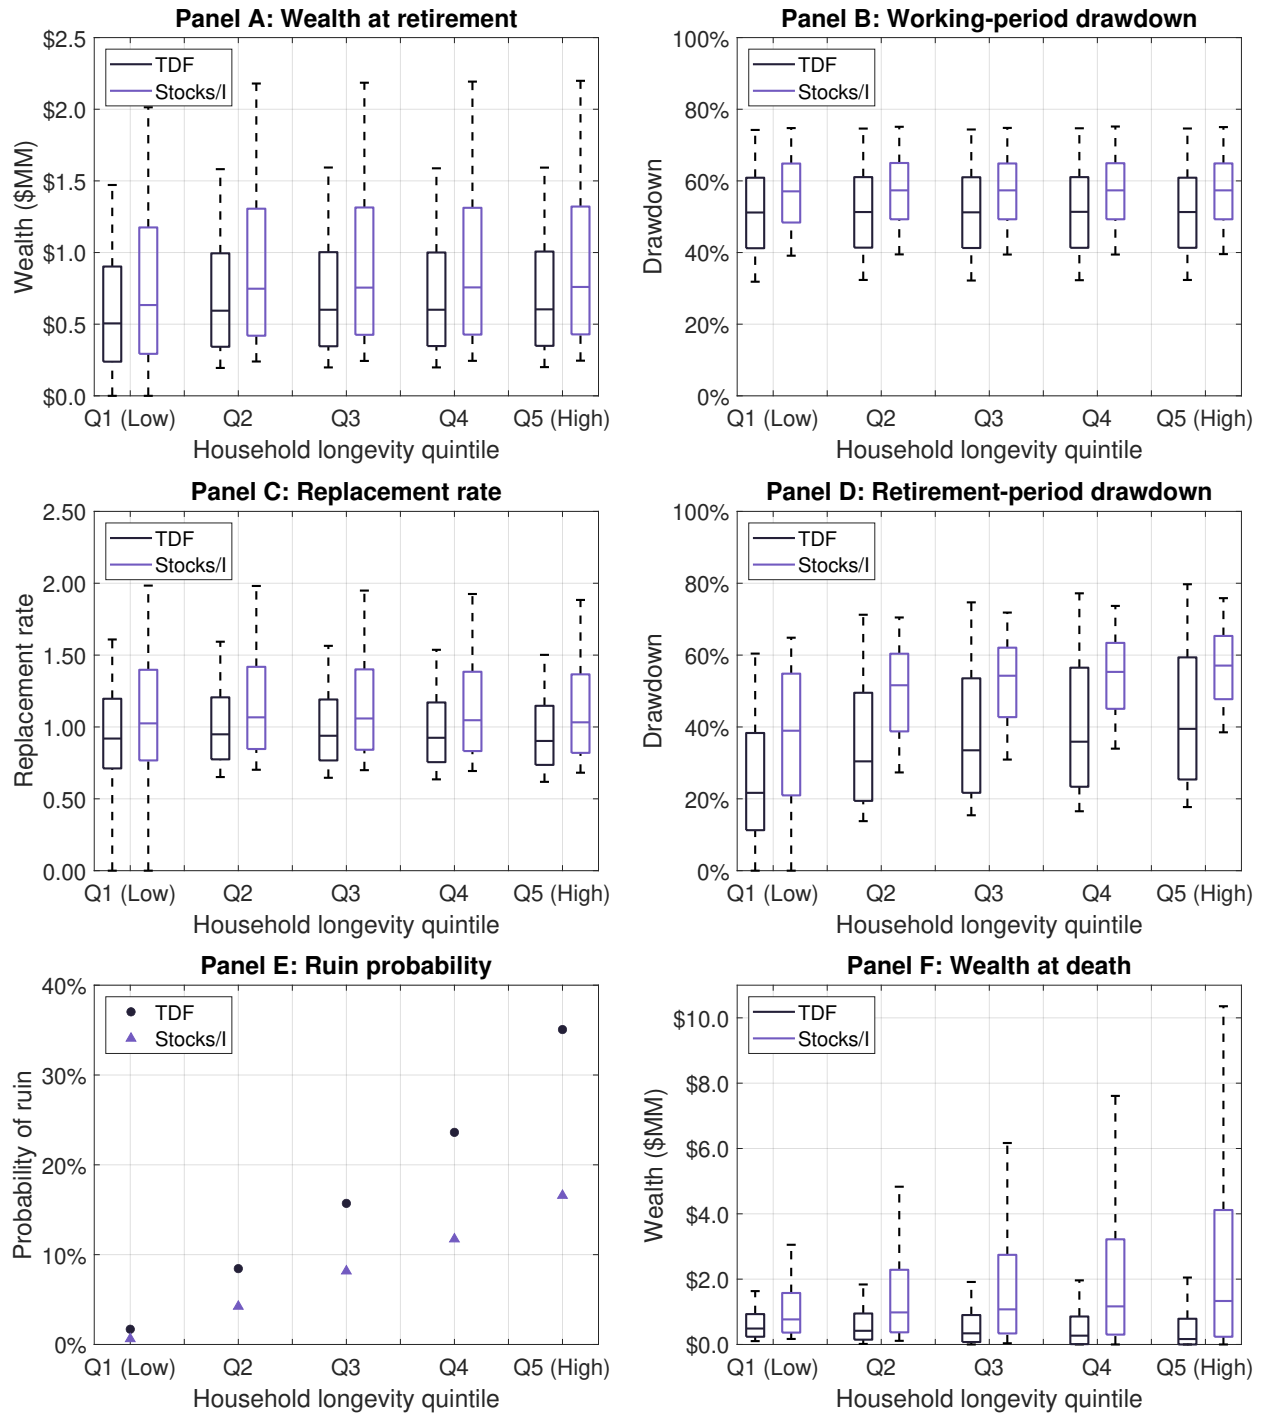 Panel A: Wealth at retirement
Wealth ($MM)
$2.5
$2.0
$1.5
$1.0
$0.5
$0.0
TDF
Stocks/I
Q1 (Low) Q2 Q3 Q4 Q5 (High)
Household longevity quintile
Panel B: Working-period drawdown
Drawdown
100%
80%
60%
40%
20%
0%
TDF
Stocks/I
Q1 (Low) Q2 Q3 Q4 Q5 (High)
Household longevity quintile
Panel C: Replacement rate
Replacement rate
2.50
2.00
1.50
1.00
0.50
0.00
TDF
Stocks/I
Q1 (Low) Q2 Q3 Q4 Q5 (High)
Household longevity quintile
Panel D: Retirement-period drawdown
Drawdown
100%
80%
60%
40%
20%
0%
TDF
Stocks/I
Q1 (Low) Q2 Q3 Q4 Q5 (High)
Household longevity quintile
Panel E: Ruin probability
Probability of ruin
40%
30%
20%
10%
0%
TDF
Stocks/I
Q1 (Low) Q2 Q3 Q4 Q5 (High)
Household longevity quintile
Panel F: Wealth at death
Wealth ($MM)
$10.0
$8.0
$6.0
$4.0
$2.0
$0.0
TDF
Stocks/I
Q1 (Low) Q2 Q3 Q4 Q5 (High)
Household longevity quintile